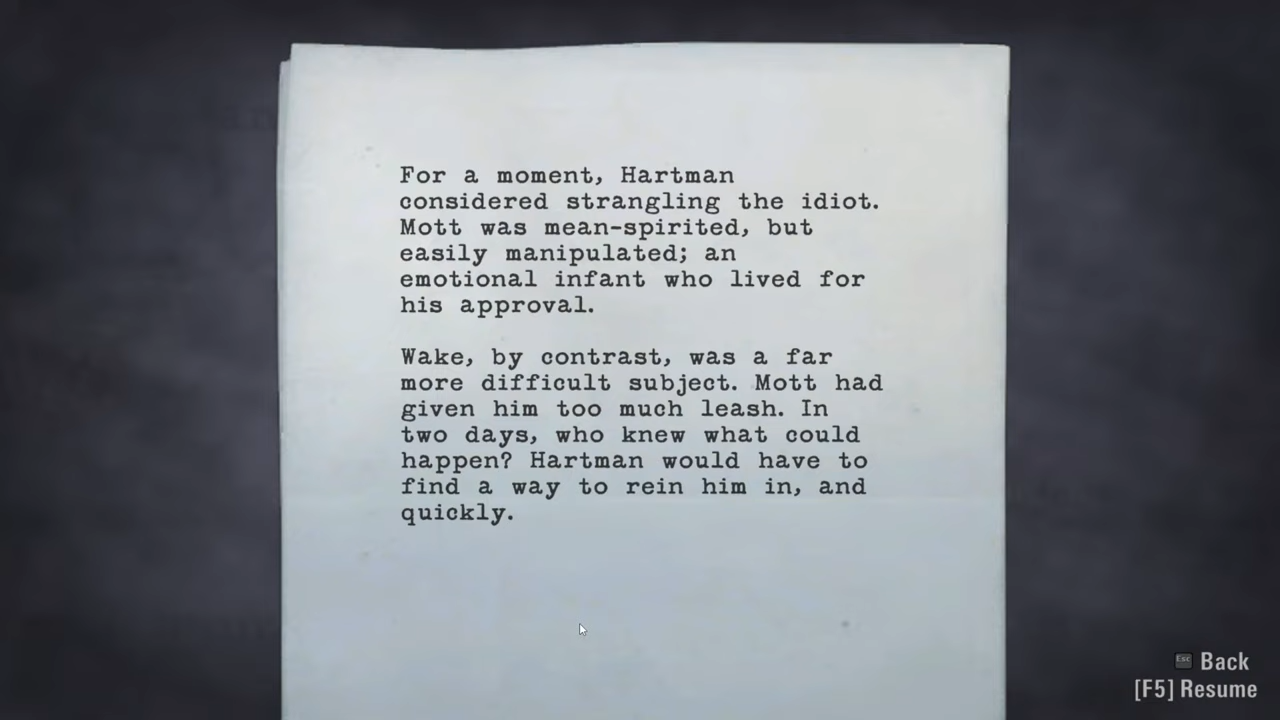 For a moment, Hartman
considered strangling the idiot.
Mott was mean-spirited, but
easily manipulated; an
emotional infant who lived for
his approval.
Wake, by contrast, was a far
more difficult subject. Mott had
given him too much leash. In
two days, who knew what could
happen? Hartman would have to
find a way to rein him in, and
quickly.
Esc Back
[F5] Resume